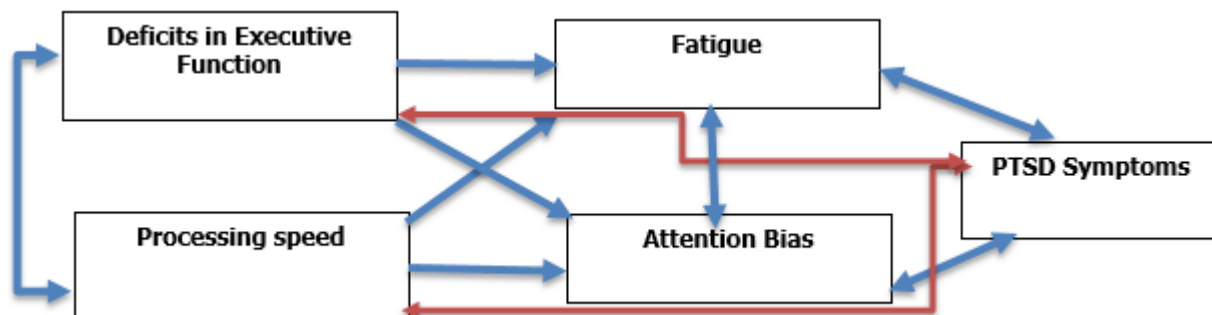 Deficits in Executive
Function
Fatigue
PTSD Symptoms
Processing speed
Attention Bias